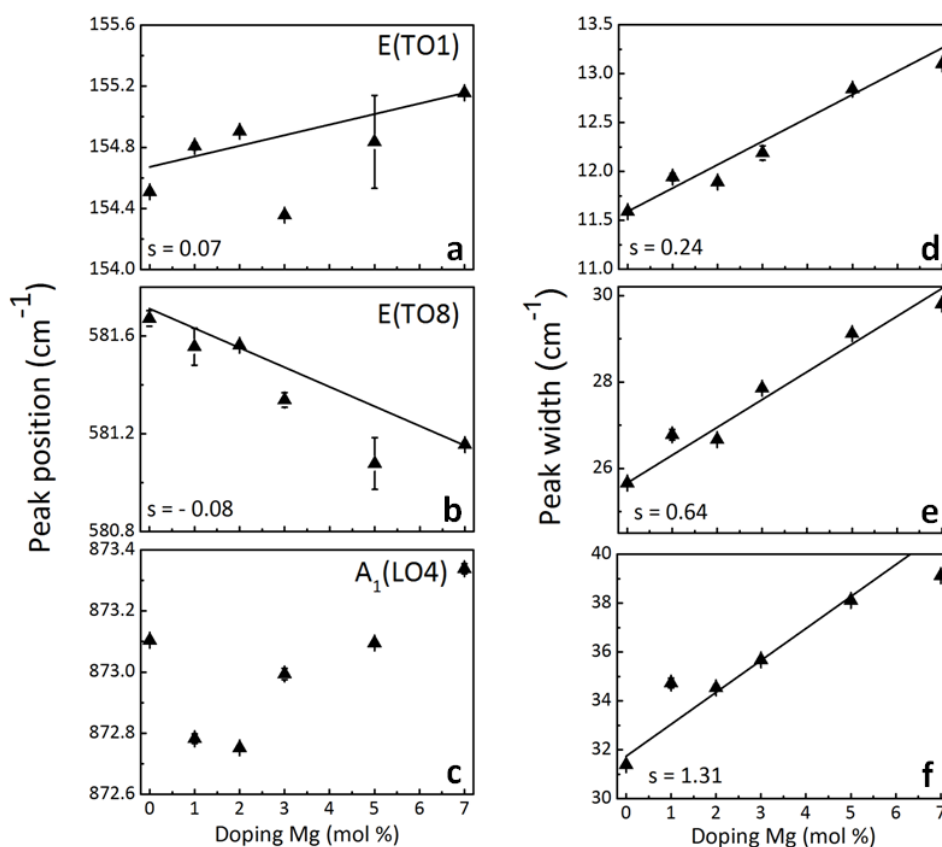 155.6
155.2
154.8
154.4
154.0
E(TO1)
s = 0.07
a
581.6
581.2
580.8
E(TO8)
s = - 0.08
b
873.4
873.2
873.0
872.8
872.6
A₁(LO4)
c
0 1 2 3 4 5 6 7
Doping Mg (mol %)
Peak position (cm⁻¹)
13.5
13.0
12.5
12.0
11.5
11.0
s = 0.24
d
30
28
26
s = 0.64
e
40
38
36
34
32
30
s = 1.31
f
0 1 2 3 4 5 6 7
Doping Mg (mol %)
Peak width (cm⁻¹)